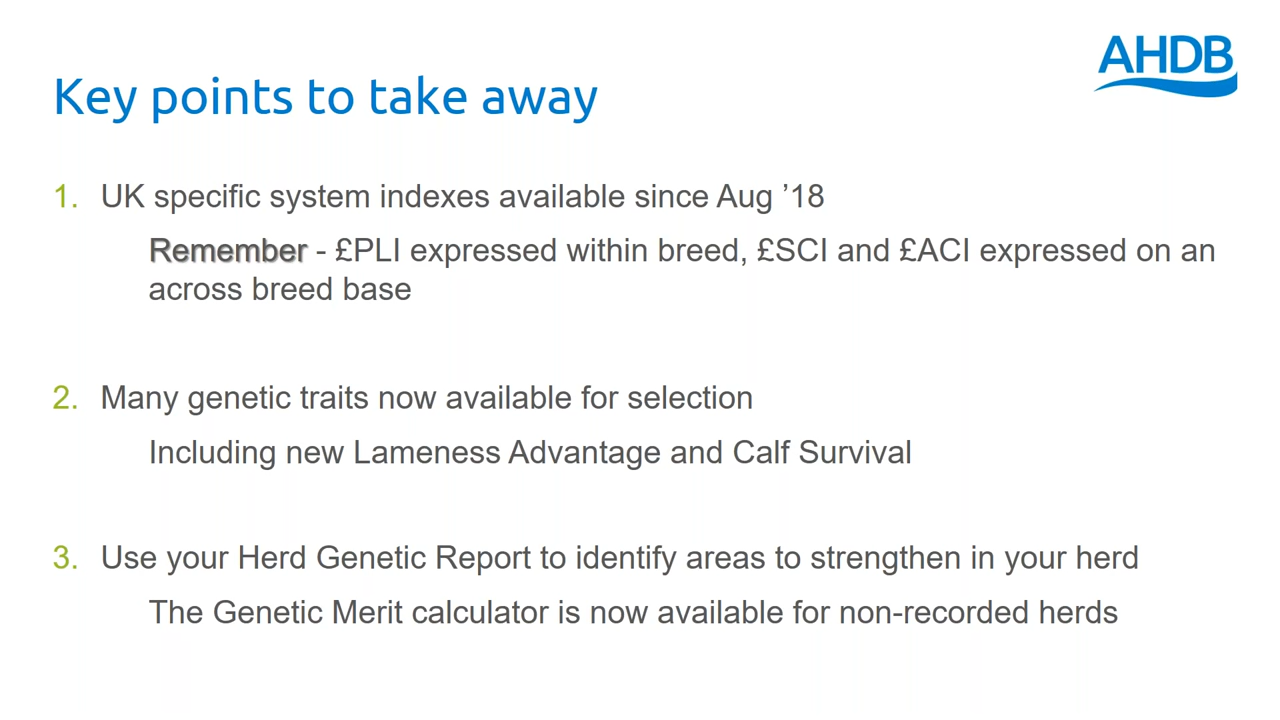 AHDB
Key points to take away
1. UK specific system indexes available since Aug ’18
Remember - £PLI expressed within breed, £SCI and £ACI expressed on an
across breed base
2. Many genetic traits now available for selection
Including new Lameness Advantage and Calf Survival
3. Use your Herd Genetic Report to identify areas to strengthen in your herd
The Genetic Merit calculator is now available for non-recorded herds